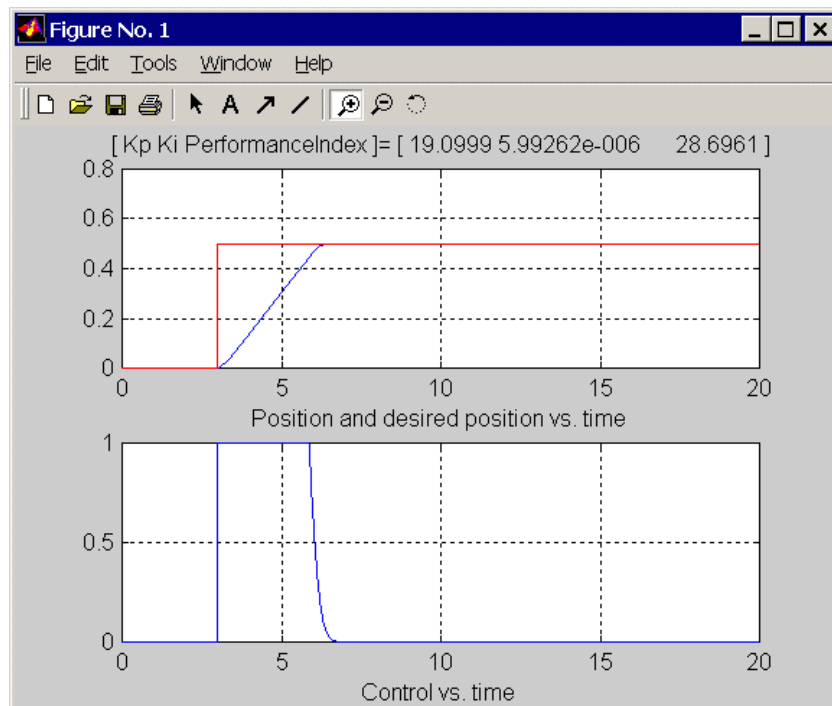 Figure No. 1
File Edit Tools Window Help
A
[ Kp Ki PerformanceIndex ]= [ 19.0999 5.99262e-006 28.6961 ]
0.8
0.6
0.4
0.2
0
0 5 10 15 20
Position and desired position vs. time
1
0.5
0
0 5 10 15 20
Control vs. time